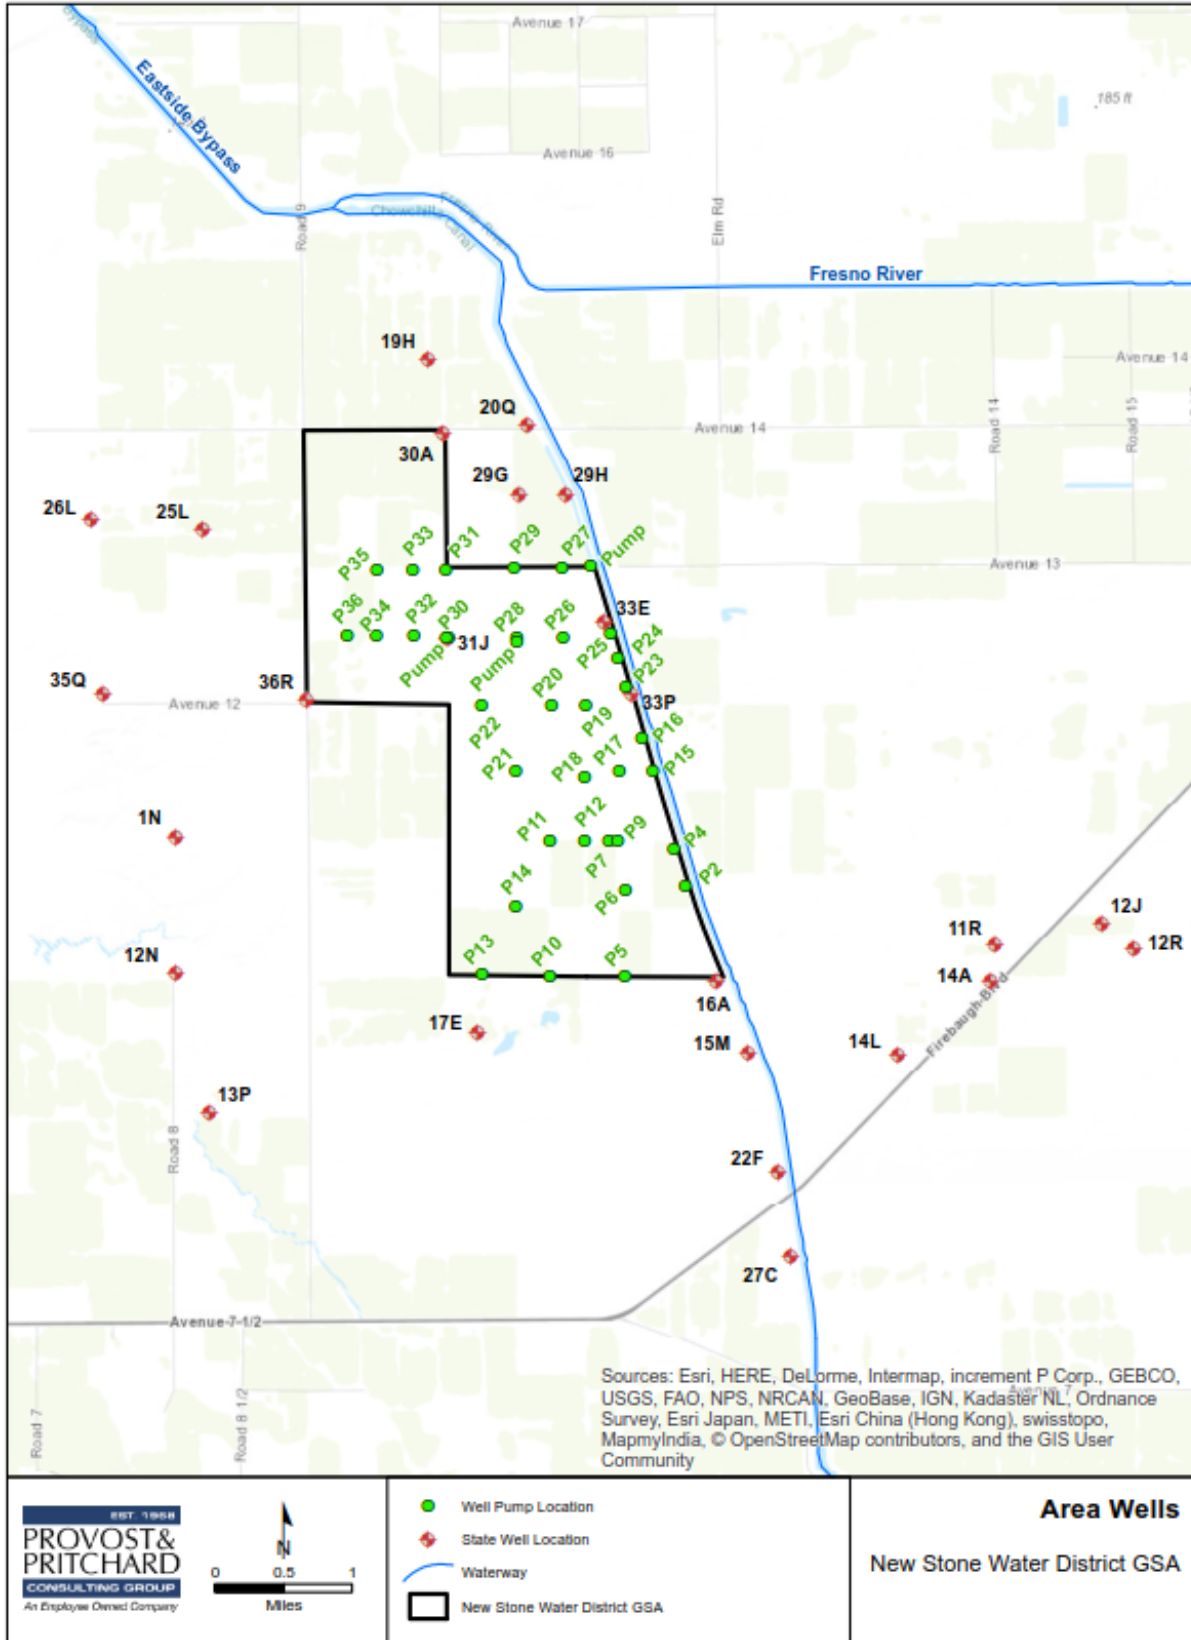 Avenue 17
Bypass
Eastside Bypass
185 ft
Avenue 16
Fresno River
Chowchilla Canal
Road 9
Elm Rd
Fresno River
19H
Avenue 14
Road 14
Road 15
20Q
Avenue 14
30A
29G
29H
26L
25L
P35
P33
P31
P29
P27
Pump
Avenue 13
33E
P36
P34
P32
P30
P28
P26
31J
P25
P24
Pump
Pump
P20
P23
35Q
36R
Avenue 12
33P
P22
P19
P16
P21
P18
P17
P15
1N
P11
P12
P9
P4
P7
P14
P6
P2
12J
11R
12R
12N
P13
P10
P5
14A
16A
17E
15M
14L
Firebaugh Blvd
13P
Road 8
22F
27C
Avenue 7-1/2
Sources: Esri, HERE, DeLorme, Intermap, increment P Corp., GEBCO,
USGS, FAO, NPS, NRCAN, GeoBase, IGN, Kadaster NL, Ordnance
Survey, Esri Japan, METI, Esri China (Hong Kong), swisstopo,
MapmyIndia, © OpenStreetMap contributors, and the GIS User
Community
Avenue 7
Road 7
Road 8 1/2
EST. 1968
PROVOST&
PRITCHARD
CONSULTING GROUP
An Employee Owned Company
N
0 0.5 1
Miles
Well Pump Location
State Well Location
Waterway
New Stone Water District GSA
Area Wells
New Stone Water District GSA